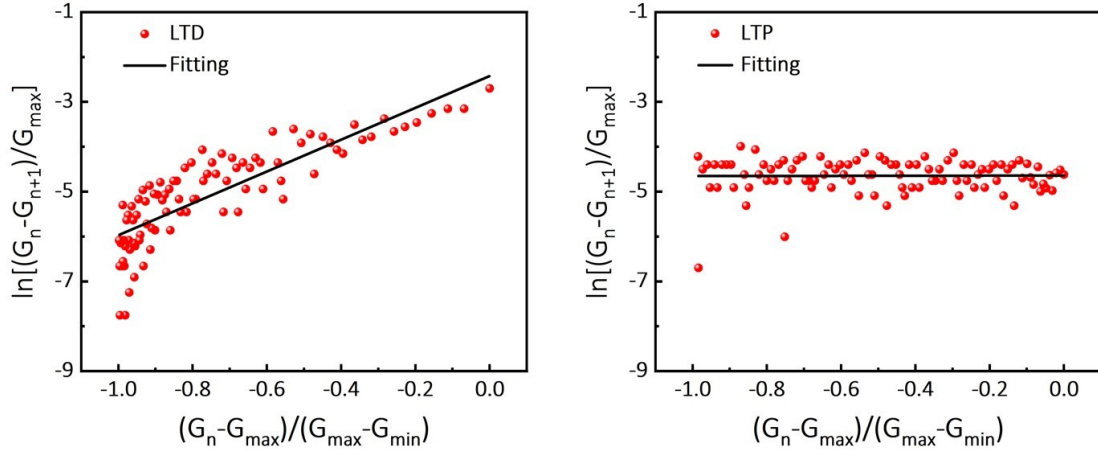 -1
-3
-5
-7
-9
ln[(Gn-Gn+1)/Gmax]
LTD
Fitting
-1.0 -0.8 -0.6 -0.4 -0.2 0.0
(Gn-Gmax)/(Gmax-Gmin)
-1
-3
-5
-7
-9
ln[(Gn-Gn+1)/Gmax]
LTP
Fitting
-1.0 -0.8 -0.6 -0.4 -0.2 0.0
(Gn-Gmax)/(Gmax-Gmin)